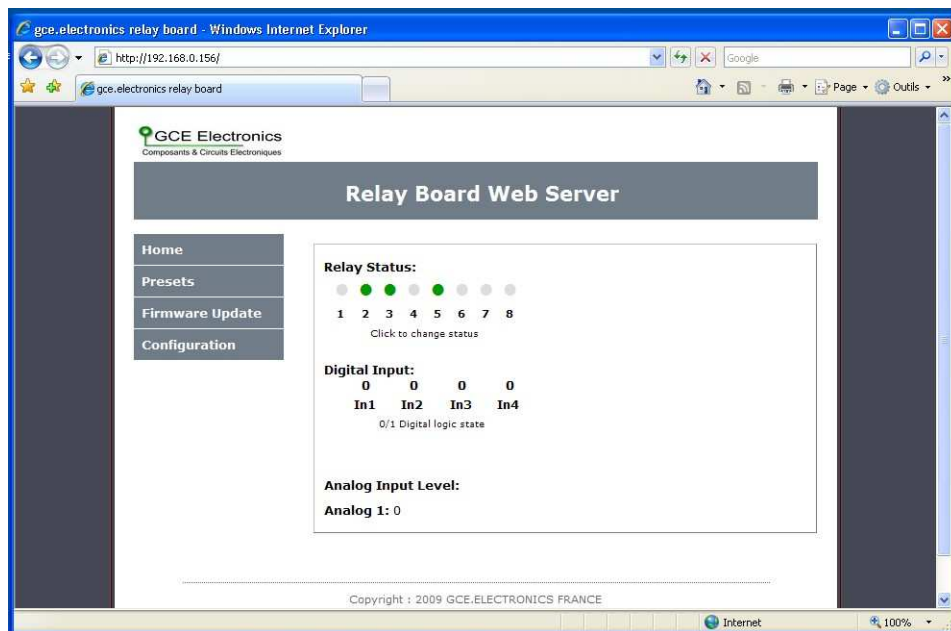 gce.electronics relay board - Windows Internet Explorer
http://192.168.0.156/
Google
gce.electronics relay board
Page
Outils
»
GCE Electronics
Composants & Circuits Electroniques
Relay Board Web Server
Home
Presets
Firmware Update
Configuration
Relay Status:
1 2 3 4 5 6 7 8
Click to change status
Digital Input:
0 0 0 0
In1 In2 In3 In4
0/1 Digital logic state
Analog Input Level:
Analog 1: 0
Copyright : 2009 GCE.ELECTRONICS FRANCE
Internet
100%